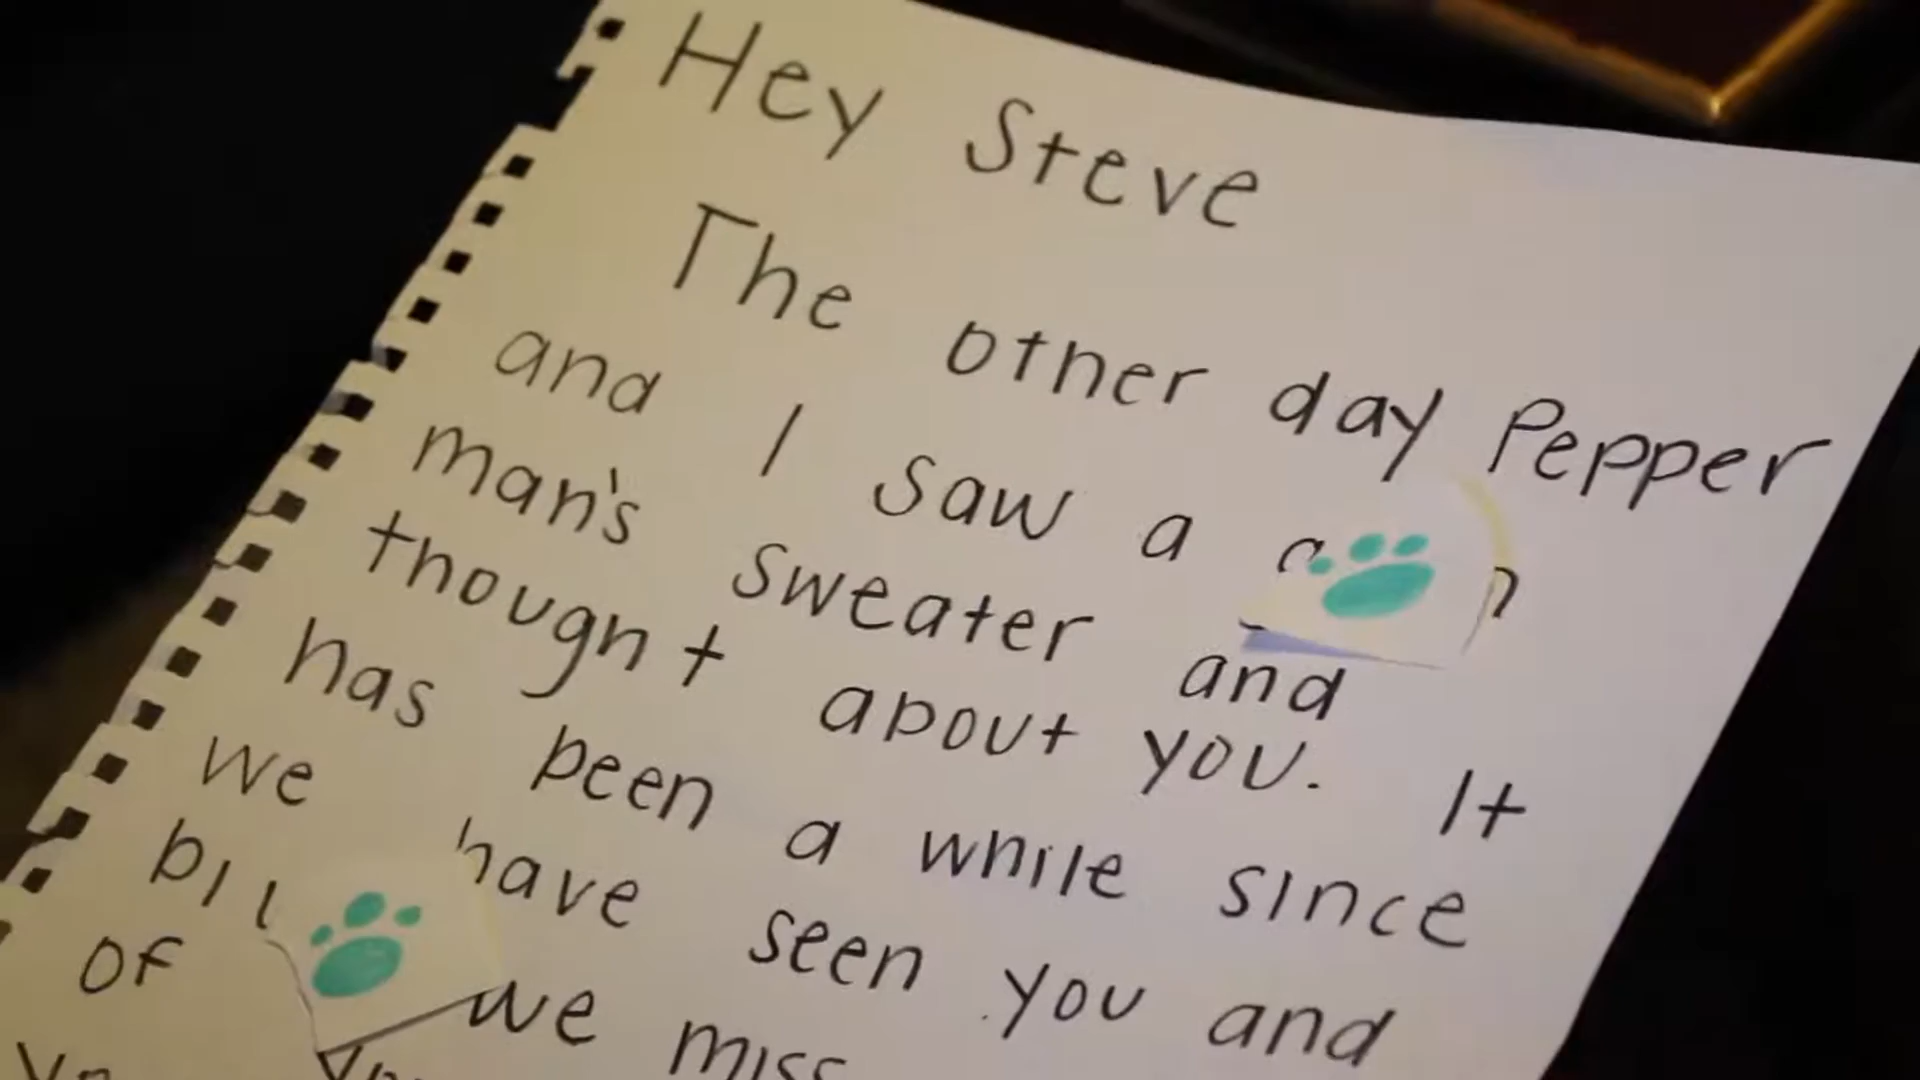 Hey Steve
The other day Pepper
and I saw a
man's sweater and
thought about you. It
has been a while since
we have seen you and
we miss
of